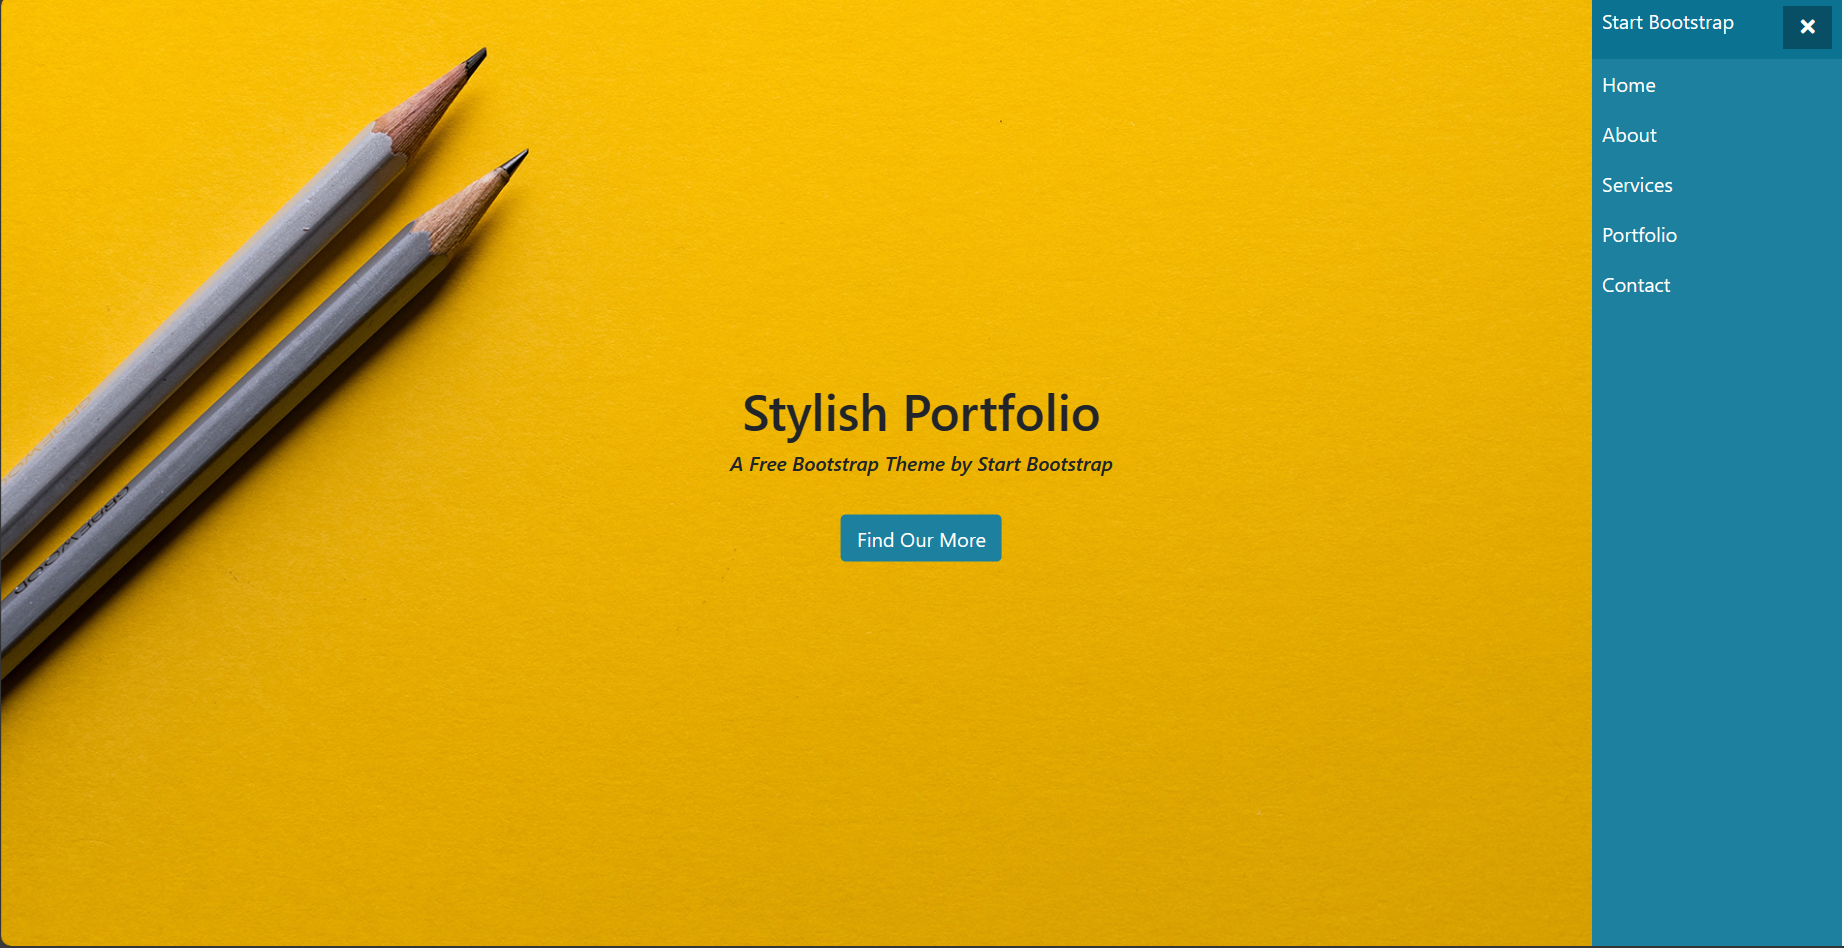 Start Bootstrap
Home
About
Services
Portfolio
Contact
Stylish Portfolio
A Free Bootstrap Theme by Start Bootstrap
Find Our More